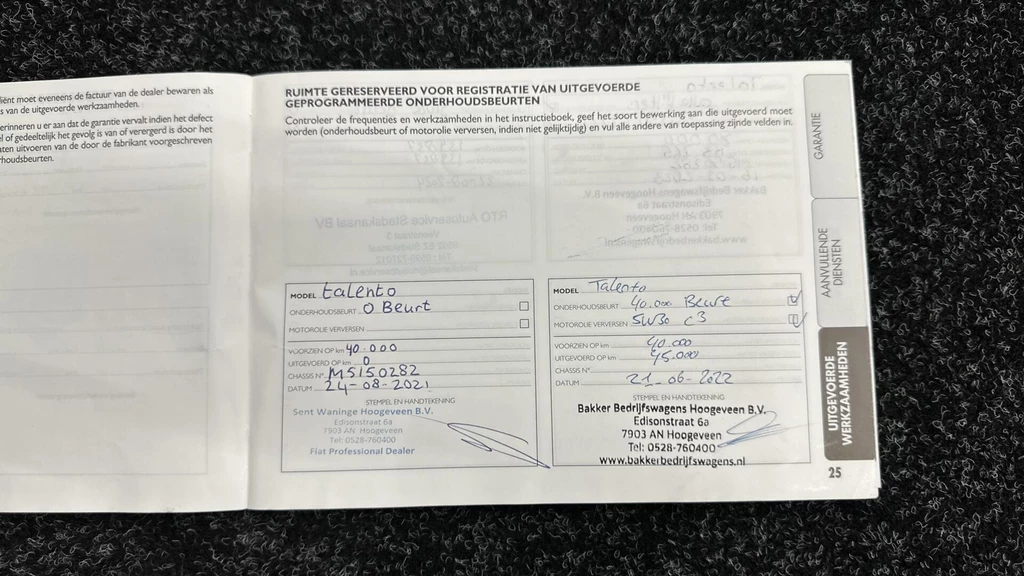 iënt moet eveneens de factuur van de dealer bewaren als
s van de uitgevoerde werkzaamheden.
erinneren u er aan dat de garantie vervalt indien het defect
el of gedeeltelijk het gevolg is van of verergerd is door het
aten uitvoeren van de door de fabrikant voorgeschreven
rhoudsbeurten.
RUIMTE GERESERVEERD VOOR REGISTRATIE VAN UITGEVOERDE
GEPROGRAMMEERDE ONDERHOUDSBEURTEN
Controleer de frequenties en werkzaamheden in het instructieboek, geef het soort bewerking aan die uitgevoerd moet
worden (onderhoudsbeurt of motorolie verversen, indien niet gelijktijdig) en vul alle andere van toepassing zijnde velden in.
MODEL talento
ONDERHOUDSBEURT O Beurt
MOTOROLIE VERVERSEN
VOORZIEN OP km 40.000
UITGEVOERD OP km 0
CHASSIS N° M5150282
DATUM 24-08-2021
STEMPEL EN HANDTEKENING
Sent Waninge Hoogeveen B.V.
Edisonstraat 6a
7903 AN Hoogeveen
Tel: 0528-760400
Fiat Professional Dealer
MODEL Talento
ONDERHOUDSBEURT 40.000 Beurt
MOTOROLIE VERVERSEN 5W30 C3
VOORZIEN OP km 40.000
UITGEVOERD OP km 45.000
CHASSIS N°
DATUM 21-06-2022
STEMPEL EN HANDTEKENING
Bakker Bedrijfswagens Hoogeveen B.V.
Edisonstraat 6a
7903 AN Hoogeveen
Tel: 0528-760400
www.bakkerbedrijfswagens.nl
GARANTIE
AANVULLENDE
DIENSTEN
UITGEVOERDE
WERKZAAMHEDEN
25